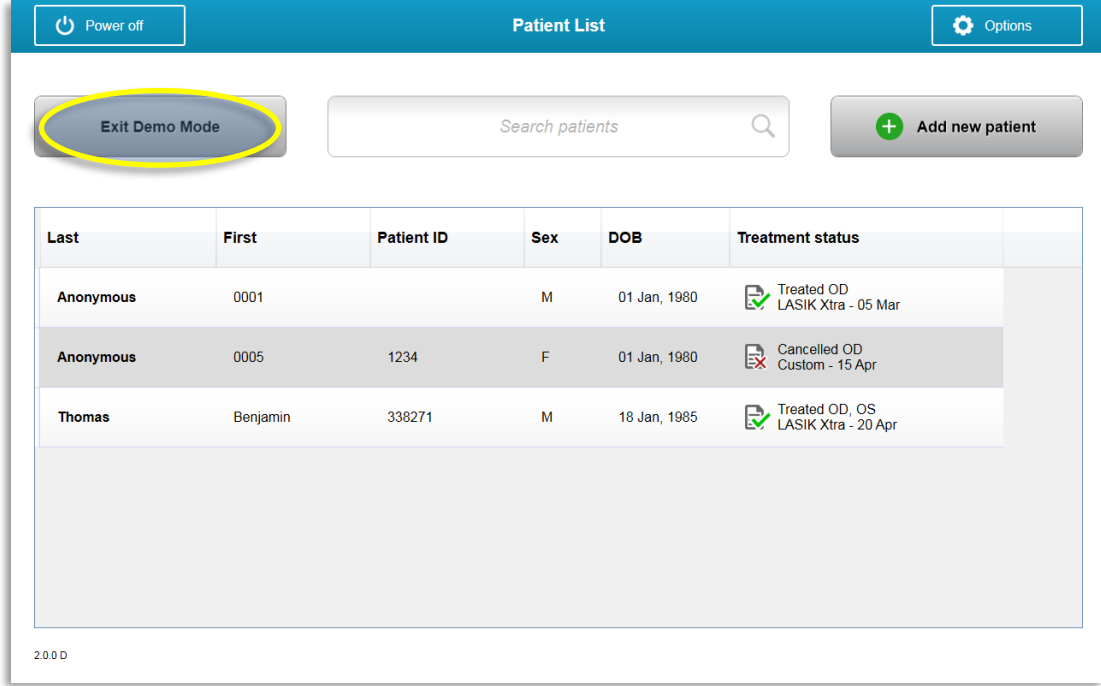 Power off
Patient List
Options
Exit Demo Mode
Search patients
Add new patient
Last First Patient ID Sex DOB Treatment status
Anonymous 0001 M 01 Jan, 1980 Treated OD
LASIK Xtra - 05 Mar
Anonymous 0005 1234 F 01 Jan, 1980 Cancelled OD
Custom - 15 Apr
Thomas Benjamin 338271 M 18 Jan, 1985 Treated OD, OS
LASIK Xtra - 20 Apr
2.0.0 D